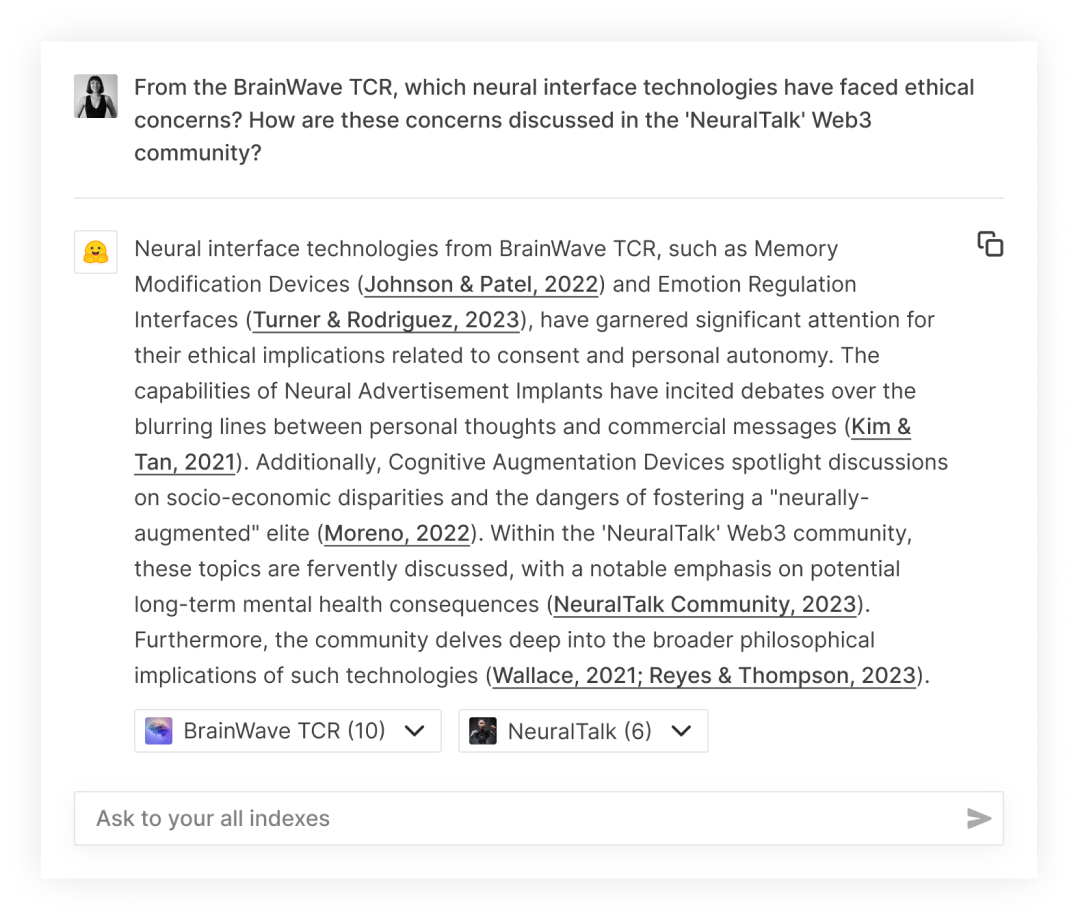 From the BrainWave TCR, which neural interface technologies have faced ethical
concerns? How are these concerns discussed in the 'NeuralTalk' Web3
community?
Neural interface technologies from BrainWave TCR, such as Memory
Modification Devices (Johnson & Patel, 2022) and Emotion Regulation
Interfaces (Turner & Rodriguez, 2023), have garnered significant attention for
their ethical implications related to consent and personal autonomy. The
capabilities of Neural Advertisement Implants have incited debates over the
blurring lines between personal thoughts and commercial messages (Kim &
Tan, 2021). Additionally, Cognitive Augmentation Devices spotlight discussions
on socio-economic disparities and the dangers of fostering a "neurally-
augmented" elite (Moreno, 2022). Within the 'NeuralTalk' Web3 community,
these topics are fervently discussed, with a notable emphasis on potential
long-term mental health consequences (NeuralTalk Community, 2023).
Furthermore, the community delves deep into the broader philosophical
implications of such technologies (Wallace, 2021; Reyes & Thompson, 2023).
BrainWave TCR (10)
NeuralTalk (6)
Ask to your all indexes